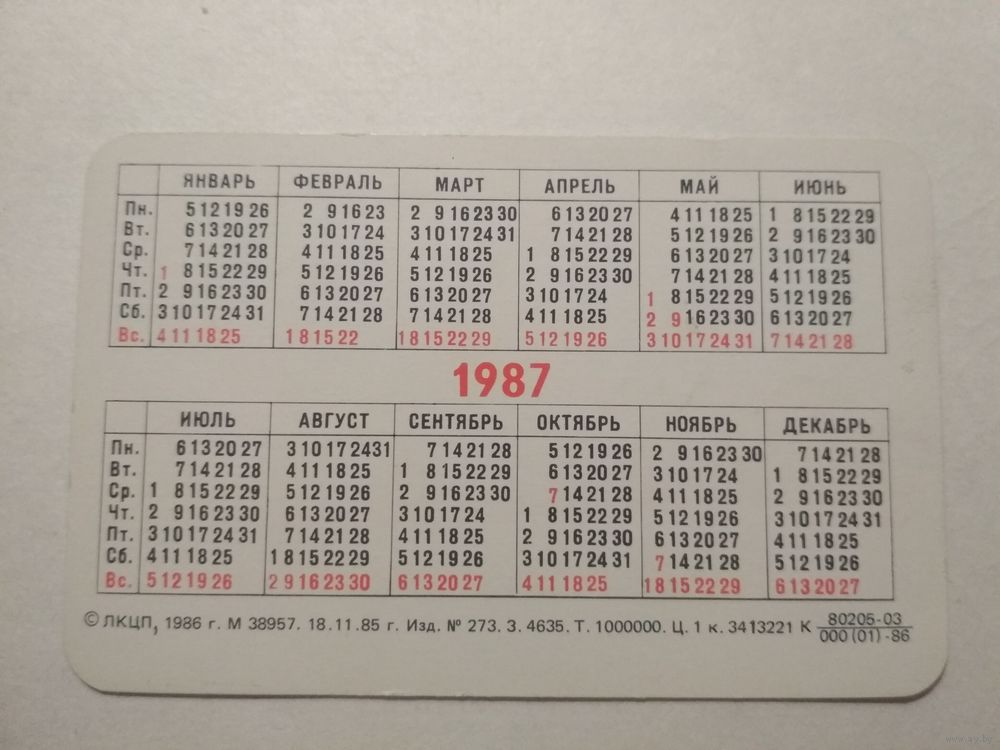 ЯНВАРЬ ФЕВРАЛЬ МАРТ АПРЕЛЬ МАЙ ИЮНЬ
Пн. 5 12 19 26 2 9 16 23 2 9 16 23 30 6 13 20 27 4 11 18 25 1 8 15 22 29
Вт. 6 13 20 27 3 10 17 24 3 10 17 24 31 7 14 21 28 5 12 19 26 2 9 16 23 30
Ср. 7 14 21 28 4 11 18 25 4 11 18 25 1 8 15 22 29 6 13 20 27 3 10 17 24
Чт. 1 8 15 22 29 5 12 19 26 5 12 19 26 2 9 16 23 30 7 14 21 28 4 11 18 25
Пт. 2 9 16 23 30 6 13 20 27 6 13 20 27 3 10 17 24 1 8 15 22 29 5 12 19 26
Сб. 3 10 17 24 31 7 14 21 28 7 14 21 28 4 11 18 25 2 9 16 23 30 6 13 20 27
Вс. 4 11 18 25 1 8 15 22 1 8 15 22 29 5 12 19 26 3 10 17 24 31 7 14 21 28
1987
ИЮЛЬ АВГУСТ СЕНТЯБРЬ ОКТЯБРЬ НОЯБРЬ ДЕКАБРЬ
Пн. 6 13 20 27 3 10 17 24 31 7 14 21 28 5 12 19 26 2 9 16 23 30 7 14 21 28
Вт. 7 14 21 28 4 11 18 25 1 8 15 22 29 6 13 20 27 3 10 17 24 1 8 15 22 29
Ср. 1 8 15 22 29 5 12 19 26 2 9 16 23 30 7 14 21 28 4 11 18 25 2 9 16 23 30
Чт. 2 9 16 23 30 6 13 20 27 3 10 17 24 1 8 15 22 29 5 12 19 26 3 10 17 24 31
Пт. 3 10 17 24 31 7 14 21 28 4 11 18 25 2 9 16 23 30 6 13 20 27 4 11 18 25
Сб. 4 11 18 25 1 8 15 22 29 5 12 19 26 3 10 17 24 31 7 14 21 28 5 12 19 26
Вс. 5 12 19 26 2 9 16 23 30 6 13 20 27 4 11 18 25 1 8 15 22 29 6 13 20 27
© ЛКЦП, 1986 г. М 38957. 18.11.85 г. Изд. № 273. З. 4635. Т. 1000000. Ц. 1 к. 3413221 К 80205-03
000 (01)-86
www.ay.by